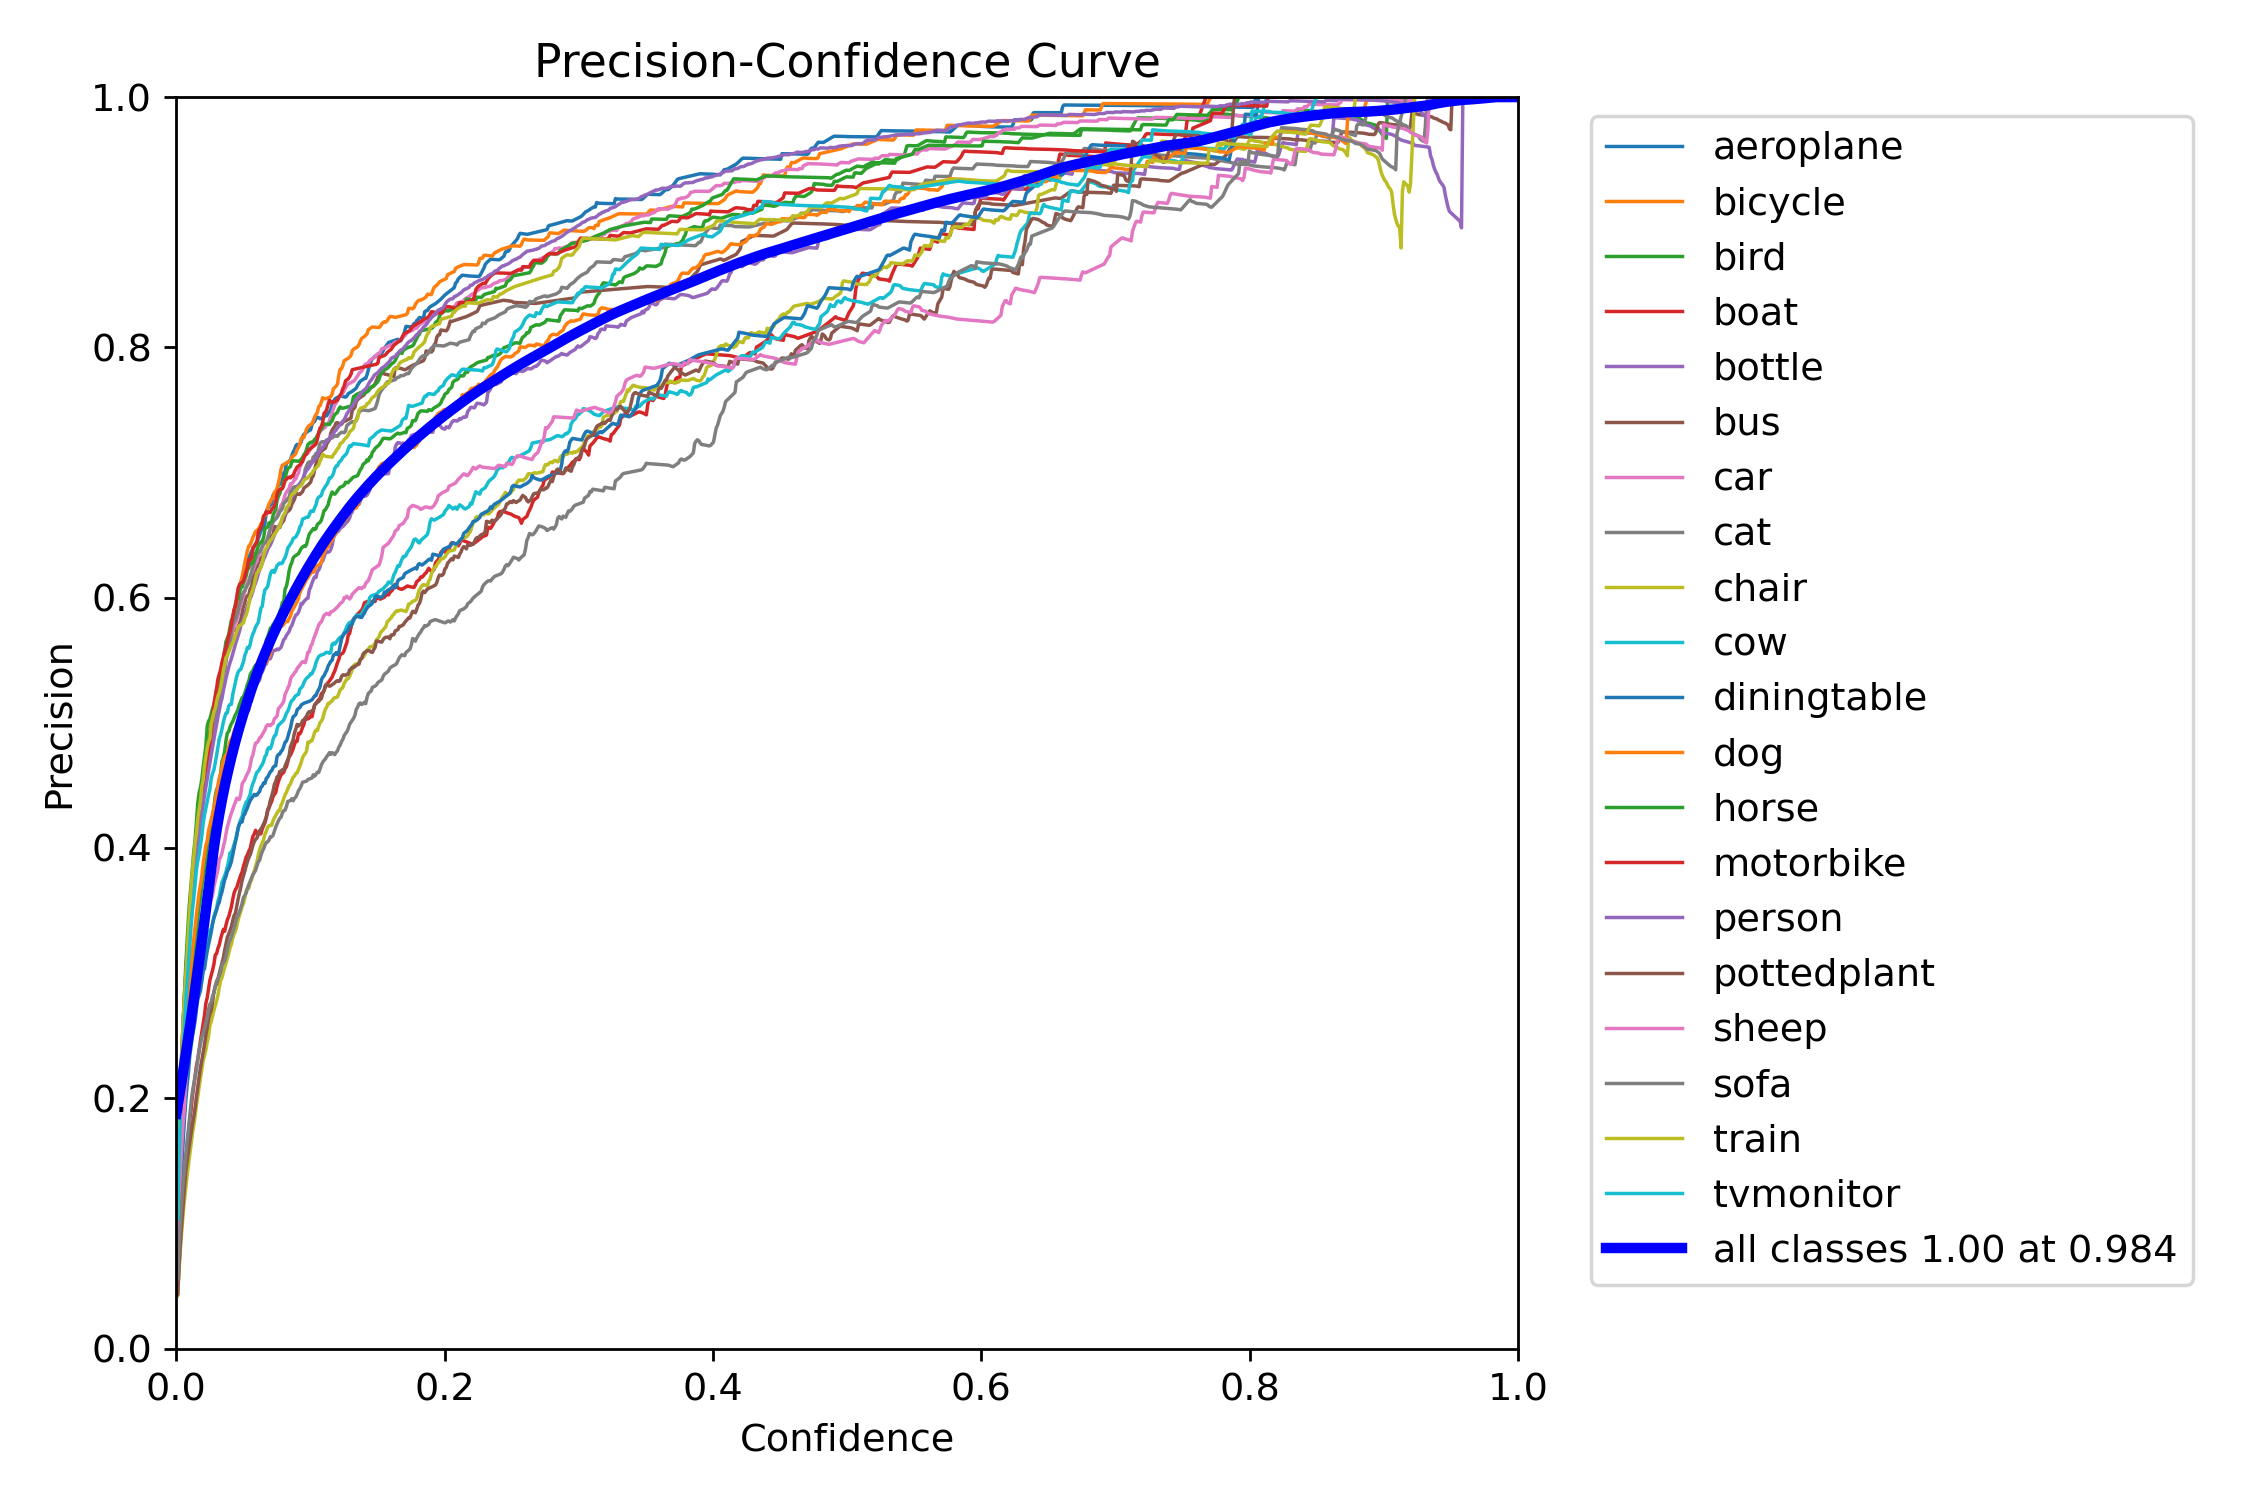 Precision-Confidence Curve
1.0
0.8
0.6
0.4
0.2
0.0
Precision
0.0 0.2 0.4 0.6 0.8 1.0
Confidence
aeroplane
bicycle
bird
boat
bottle
bus
car
cat
chair
cow
diningtable
dog
horse
motorbike
person
pottedplant
sheep
sofa
train
tvmonitor
all classes 1.00 at 0.984